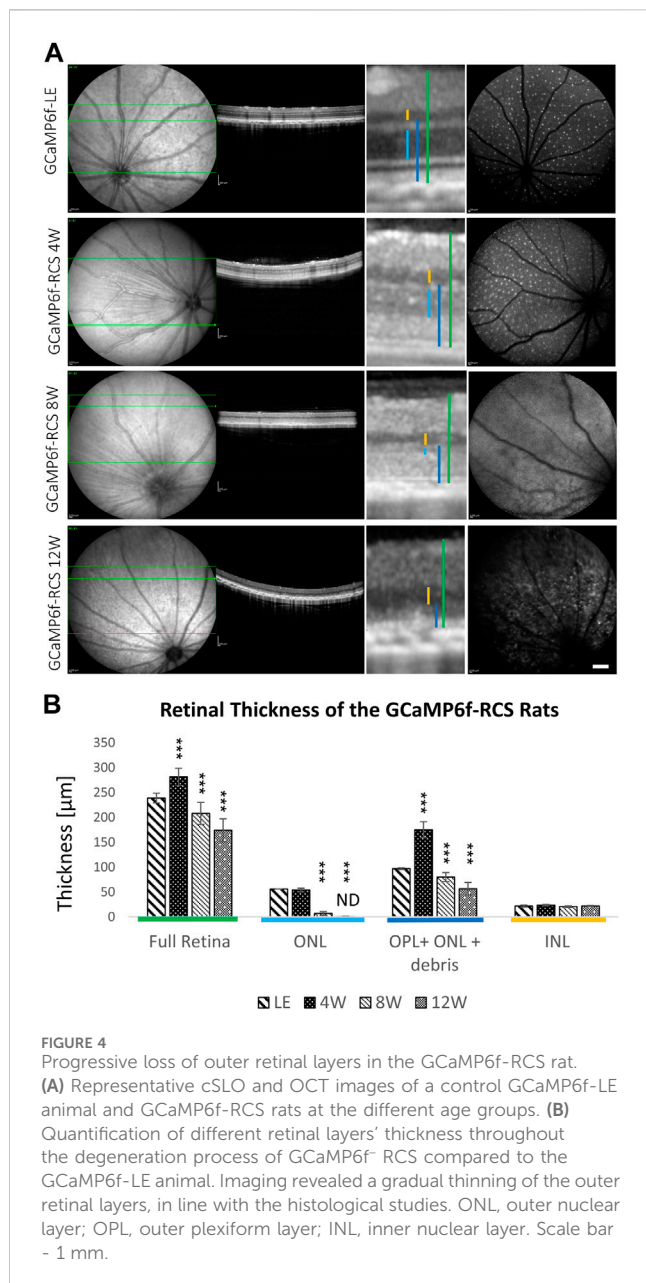 A
GCaMP6f-LE
GCaMP6f-RCS 4W
GCaMP6f-RCS 8W
GCaMP6f-RCS 12W
B
Retinal Thickness of the GCaMP6f-RCS Rats
Thickness [µm]
350
300
250
200
150
100
50
0
*** *** ***
*** *** ND
*** *** ***
Full Retina
ONL
OPL+ ONL +
debris
INL
LE 4W 8W 12W
FIGURE 4
Progressive loss of outer retinal layers in the GCaMP6f-RCS rat.
(A) Representative cSLO and OCT images of a control GCaMP6f-LE
animal and GCaMP6f-RCS rats at the different age groups. (B)
Quantification of different retinal layers’ thickness throughout
the degeneration process of GCaMP6f⁻ RCS compared to the
GCaMP6f-LE animal. Imaging revealed a gradual thinning of the outer
retinal layers, in line with the histological studies. ONL, outer nuclear
layer; OPL, outer plexiform layer; INL, inner nuclear layer. Scale bar
- 1 mm.